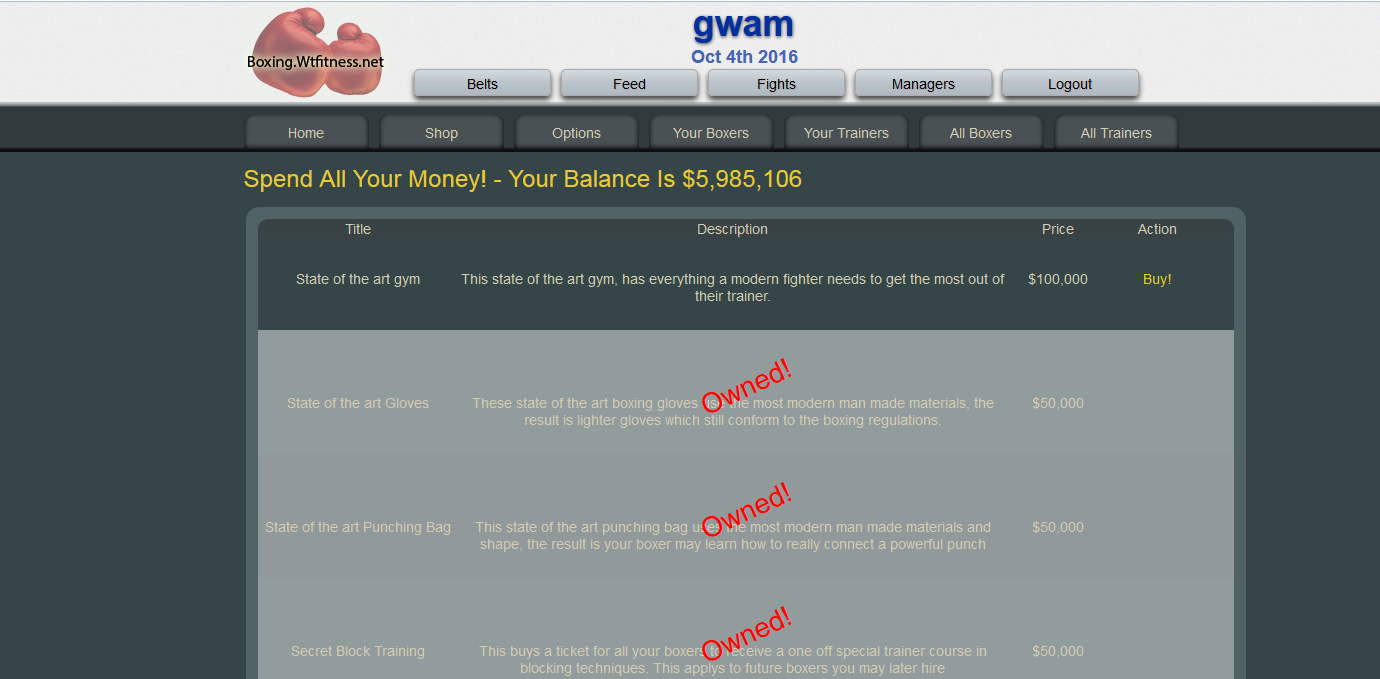 gwam
Boxing.Wtfitness.net
Oct 4th 2016
Belts
Feed
Fights
Managers
Logout
Home
Shop
Options
Your Boxers
Your Trainers
All Boxers
All Trainers
Spend All Your Money! - Your Balance Is $5,985,106
Title
Description
Price
Action
State of the art gym
This state of the art gym, has everything a modern fighter needs to get the most out of
their trainer.
$100,000
Buy!
Owned!
State of the art Gloves
These state of the art boxing gloves use the most modern man made materials, the
result is lighter gloves which still conform to the boxing regulations.
$50,000
Owned!
State of the art Punching Bag
This state of the art punching bag uses the most modern man made materials and
shape, the result is your boxer may learn how to really connect a powerful punch
$50,000
Owned!
Secret Block Training
This buys a ticket for all your boxers to receive a one off special trainer course in
blocking techniques. This applys to future boxers you may later hire
$50,000